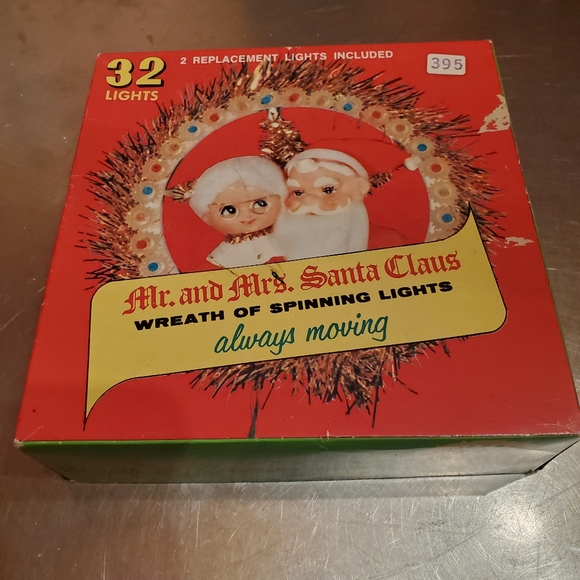 32
LIGHTS
2 REPLACEMENT LIGHTS INCLUDED
395
Mr. and Mrs. Santa Claus
WREATH OF SPINNING LIGHTS
always moving